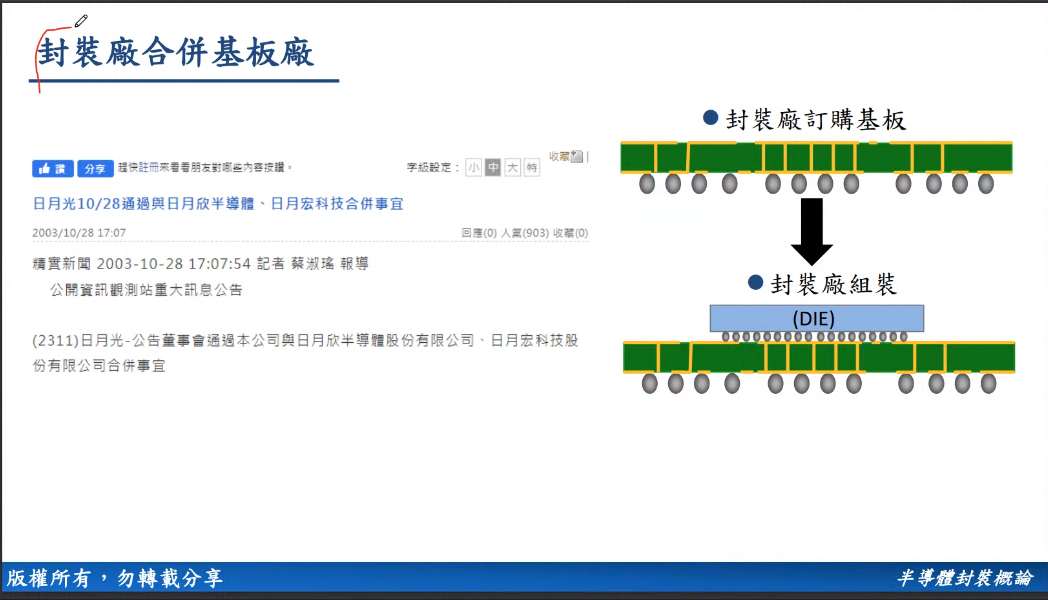 封裝廠合併基板廠
讚 分享 趕快註冊來看看朋友對哪些內容按讚。 字級設定： 小 中 大 特 收藏
日月光10/28通過與日月欣半導體、日月宏科技合併事宜
2003/10/28 17:07 回應(0) 人氣(903) 收藏(0)
精實新聞 2003-10-28 17:07:54 記者 蔡淑瑤 報導
公開資訊觀測站重大訊息公告
(2311)日月光-公告董事會通過本公司與日月欣半導體股份有限公司、日月宏科技股
份有限公司合併事宜
封裝廠訂購基板
封裝廠組裝
(DIE)
版權所有，勿轉載分享
半導體封裝概論